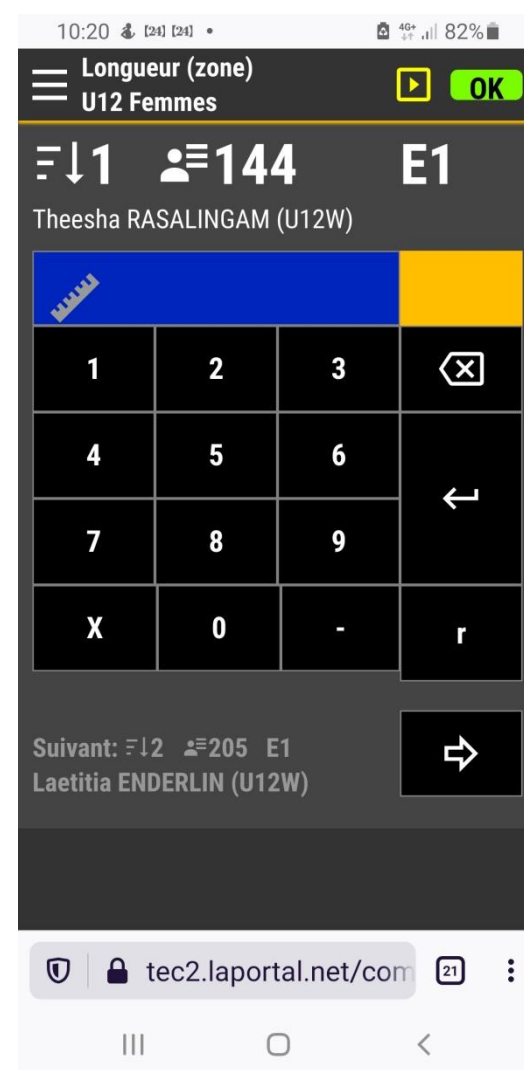 10:20 [24] [24] • 4G+ 82%
Longueur (zone)
U12 Femmes
OK
1 144 E1
Theesha RASALINGAM (U12W)
1 2 3
4 5 6
7 8 9
X 0 - r
Suivant: 2 205 E1
Laetitia ENDERLIN (U12W)
tec2.laportal.net/com 21